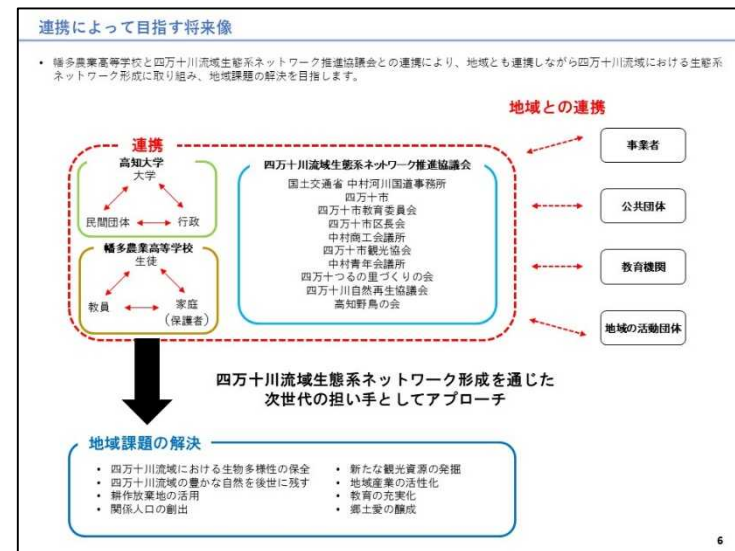 連携によって目指す将来像
• 幡多農業高等学校と四万十川流域生態系ネットワーク推進協議会との連携により、地域とも連携しながら四万十川流域における生態系
ネットワーク形成に取り組み、地域課題の解決を目指します。
地域との連携
連携
高知大学
大学
民間団体
行政
幡多農業高等学校
生徒
教員
家庭
(保護者)
四万十川流域生態系ネットワーク推進協議会
国土交通省 中村河川国道事務所
四万十市
四万十市教育委員会
四万十市区長会
中村商工会議所
四万十市観光協会
中村青年会議所
四万十つるの里づくりの会
四万十川自然再生協議会
高知野鳥の会
事業者
公共団体
教育機関
地域の活動団体
四万十川流域生態系ネットワーク形成を通じた
次世代の担い手としてアプローチ
地域課題の解決
• 四万十川流域における生物多様性の保全
• 四万十川流域の豊かな自然を後世に残す
• 耕作放棄地の活用
• 関係人口の創出
• 新たな観光資源の発掘
• 地域産業の活性化
• 教育の充実化
• 郷土愛の醸成
6